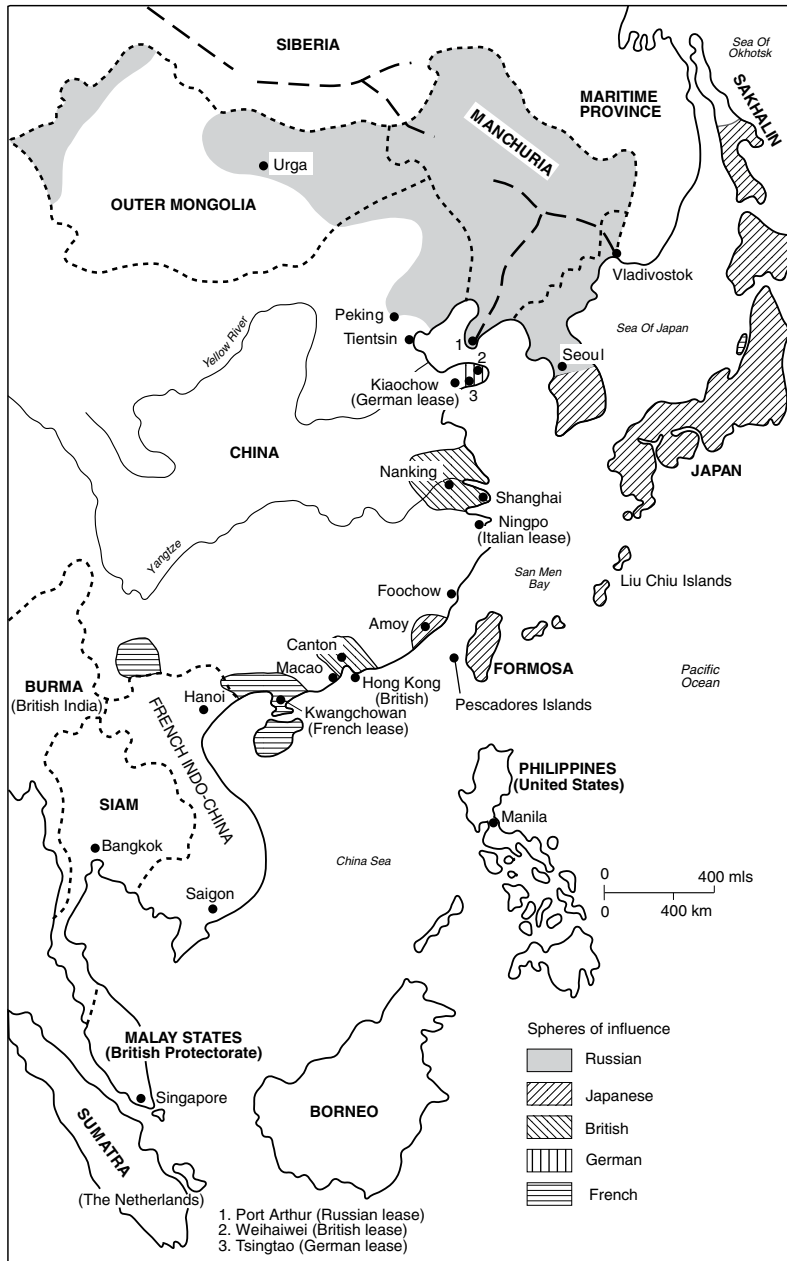 SIBERIA
Sea Of
Okhotsk
SAKHALIN
MARITIME
PROVINCE
MANCHURIA
Urga
OUTER MONGOLIA
Vladivostok
Peking
Tientsin
Yellow River
Sea Of Japan
1
2
3
Seoul
Kiaochow
(German lease)
CHINA
JAPAN
Nanking
Shanghai
Ningpo
(Italian lease)
Yangtze
San Men
Bay
Liu Chiu Islands
Foochow
Amoy
Canton
Macao
FORMOSA
Pacific
Ocean
BURMA
(British India)
Hanoi
Hong Kong
(British)
Pescadores Islands
Kwangchowan
(French lease)
FRENCH INDO-CHINA
PHILIPPINES
(United States)
SIAM
Manila
Bangkok
China Sea
0 400 mls
0 400 km
Saigon
Spheres of influence
Russian
Japanese
British
German
French
MALAY STATES
(British Protectorate)
Singapore
BORNEO
SUMATRA
(The Netherlands)
1. Port Arthur (Russian lease)
2. Weihaiwei (British lease)
3. Tsingtao (German lease)